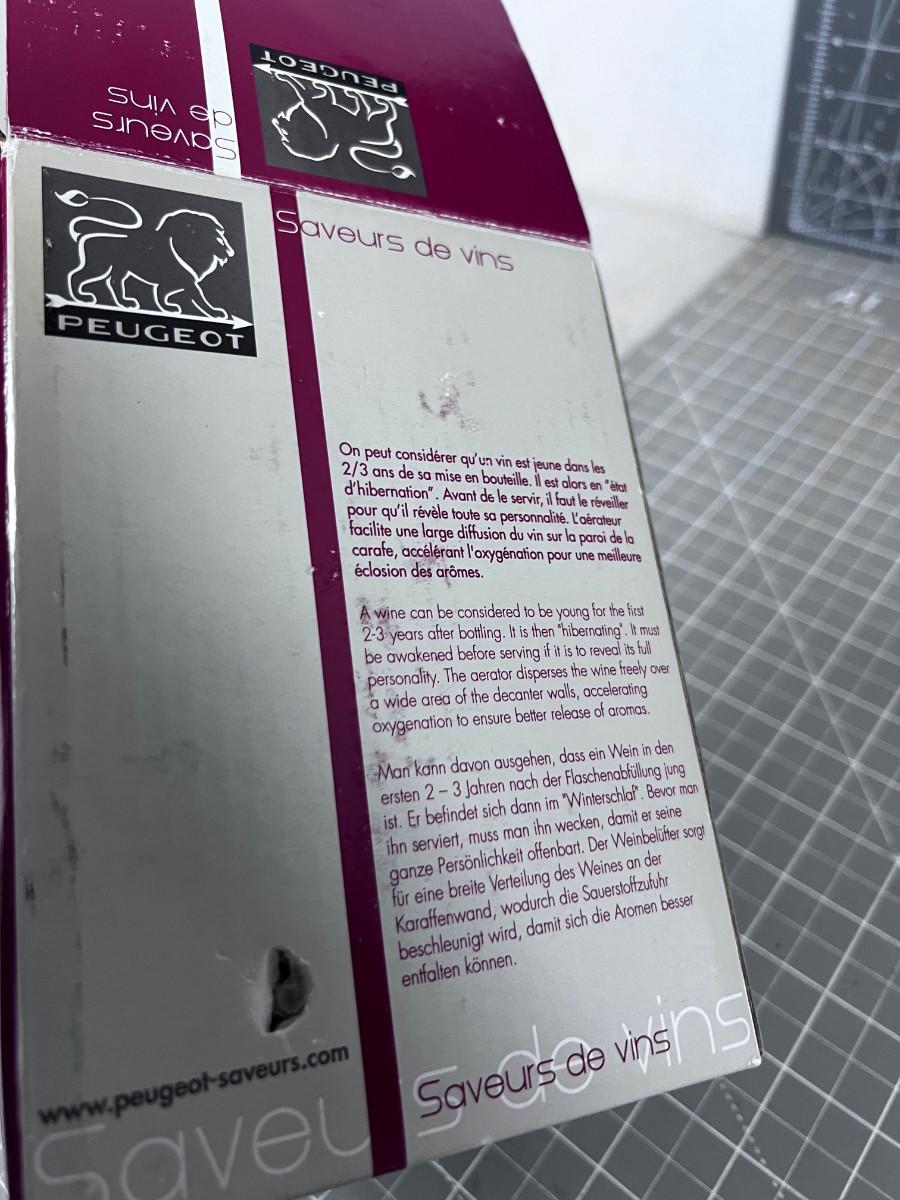 PEUGEOT
Saveurs
de vins
PEUGEOT
Saveurs de vins
On peut considérer qu'un vin est jeune dans les
2/3 ans de sa mise en bouteille. Il est alors en "état
d'hibernation". Avant de le servir, il faut le réveiller
pour qu'il révèle toute sa personnalité. L'aérateur
facilite une large diffusion du vin sur la paroi de la
carafe, accélérant l'oxygénation pour une meilleure
éclosion des arômes.
A wine can be considered to be young for the first
2-3 years after bottling. It is then "hibernating". It must
be awakened before serving if it is to reveal its full
personality. The aerator disperses the wine freely over
a wide area of the decanter walls, accelerating
oxygenation to ensure better release of aromas.
Man kann davon ausgehen, dass ein Wein in den
ersten 2 – 3 Jahren nach der Flaschenabfüllung jung
ist. Er befindet sich dann im "Winterschlaf". Bevor man
ihn serviert, muss man ihn wecken, damit er seine
ganze Persönlichkeit offenbart. Der Weinbelüfter sorgt
für eine breite Verteilung des Weines an der
Karaffenwand, wodurch die Sauerstoffzufuhr
beschleunigt wird, damit sich die Aromen besser
entfalten können.
www.peugeot-saveurs.com
Saveurs de vins
Saveurs de vins